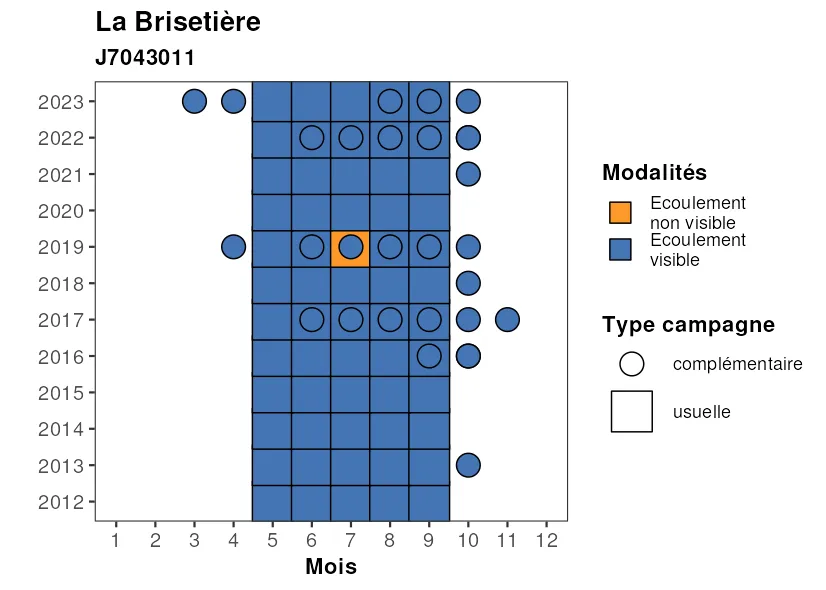 La Brisetière
J7043011
2023
2022
2021
2020
2019
2018
2017
2016
2015
2014
2013
2012
1 2 3 4 5 6 7 8 9 10 11 12
Mois
Modalités
Ecoulement
non visible
Ecoulement
visible
Type campagne
complémentaire
usuelle